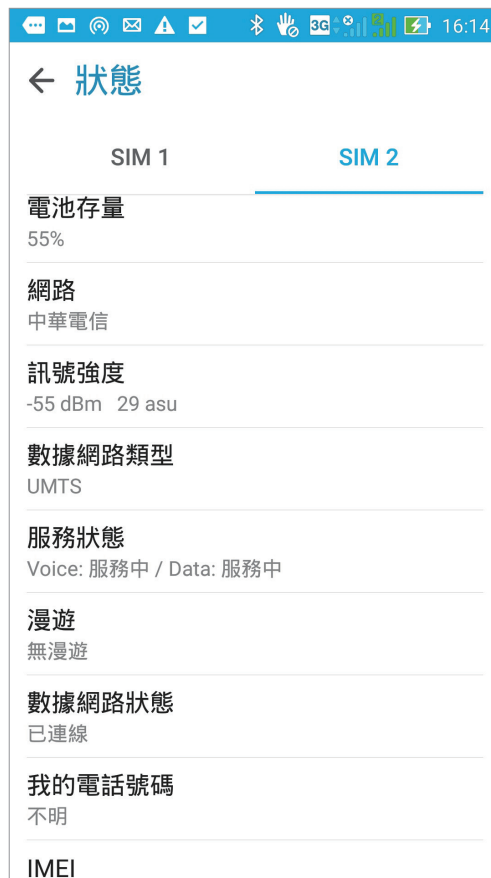 3G 2 16:14
狀態
SIM 1 SIM 2
電池存量
55%
網路
中華電信
訊號強度
-55 dBm 29 asu
數據網路類型
UMTS
服務狀態
Voice: 服務中 / Data: 服務中
漫遊
無漫遊
數據網路狀態
已連線
我的電話號碼
不明
IMEI